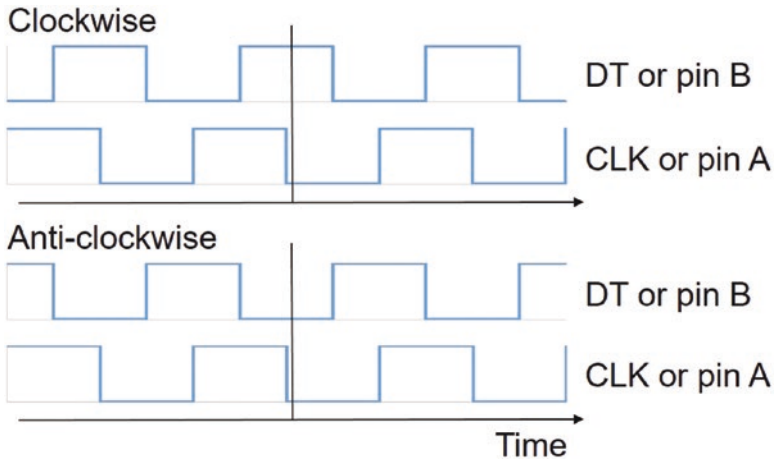 Clockwise
DT or pin B
CLK or pin A
Anti-clockwise
DT or pin B
CLK or pin A
Time